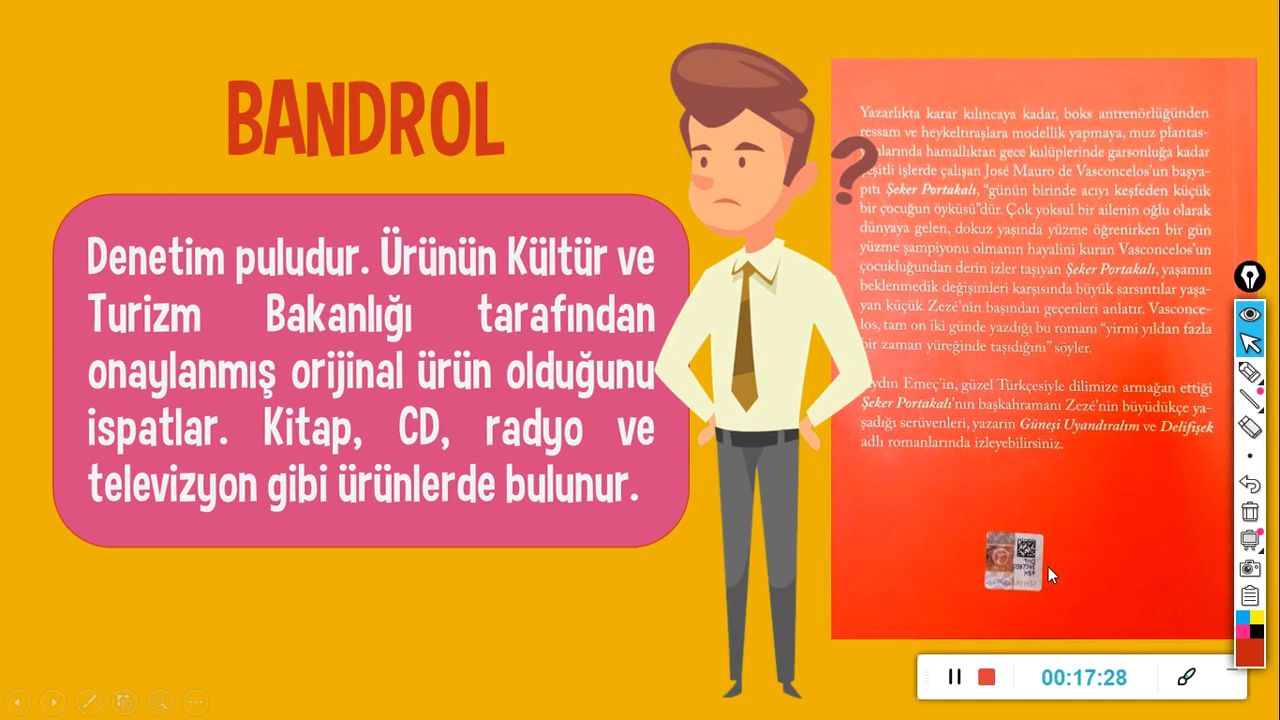 BANDROL
Denetim puludur. Ürünün Kültür ve
Turizm Bakanlığı tarafından
onaylanmış orijinal ürün olduğunu
ispatlar. Kitap, CD, radyo ve
televizyon gibi ürünlerde bulunur.
?
Yazarlıkta karar kılıncaya kadar, boks antrenörlüğünden
ressam ve heykeltıraşlara modellik yapmaya, muz plantas-
hamallıktan gece kulüplerinde garsonluğa kadar
işlerde çalışan José Mauro de Vasconcelos'un başya-
pıtı Şeker Portakalı, "günün birinde acıyı keşfeden küçük
bir çocuğun öyküsü"dür. Çok yoksul bir ailenin oğlu olarak
dünyaya gelen, dokuz yaşında yüzme öğrenirken bir gün
yüzme şampiyonu olmanın hayalini kuran Vasconcelos'un
çocukluğundan derin izler taşıyan Şeker Portakalı, yaşamın
beklenmedik değişimleri karşısında büyük sarsıntılar yaşa-
yan küçük Zezé'nin başından geçenleri anlatır. Vasconce-
los, tam on iki günde yazdığı bu romanı "yirmi yıldan fazla
bir zaman yüreğinde taşıdığını" söyler.
Aydın Emeç'in, güzel Türkçesiyle dilimize armağan ettiği
Şeker Portakalı'nın başkahramanı Zezé'nin büyüdükçe ya-
şadığı serüvenleri, yazarın Güneşi Uyandıralım ve Delifişek
adlı romanlarında izleyebilirsiniz.
00:17:28